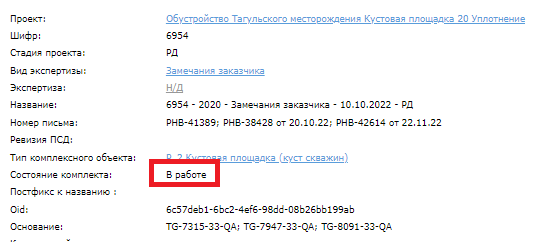 Проект: Обустройство Тагульского месторождения Кустовая площадка 20 Уплотнение
Шифр: 6954
Стадия проекта: РД
Вид экспертизы: Замечания заказчика
Экспертиза: Н/Д
Название: 6954 - 2020 - Замечания заказчика - 10.10.2022 - РД
Номер письма: РНВ-41389; РНВ-38428 от 20.10.22; РНВ-42614 от 22.11.22
Ревизия ПСД:
Тип комплексного объекта: Р. 2 Кустовая площадка (куст скважин)
Состояние комплекта: В работе
Постфикс к названию :
Oid: 6c57deb1-6bc2-4ef6-98dd-08b26bb199ab
Основание: TG-7315-33-QA; TG-7947-33-QA; TG-8091-33-QA